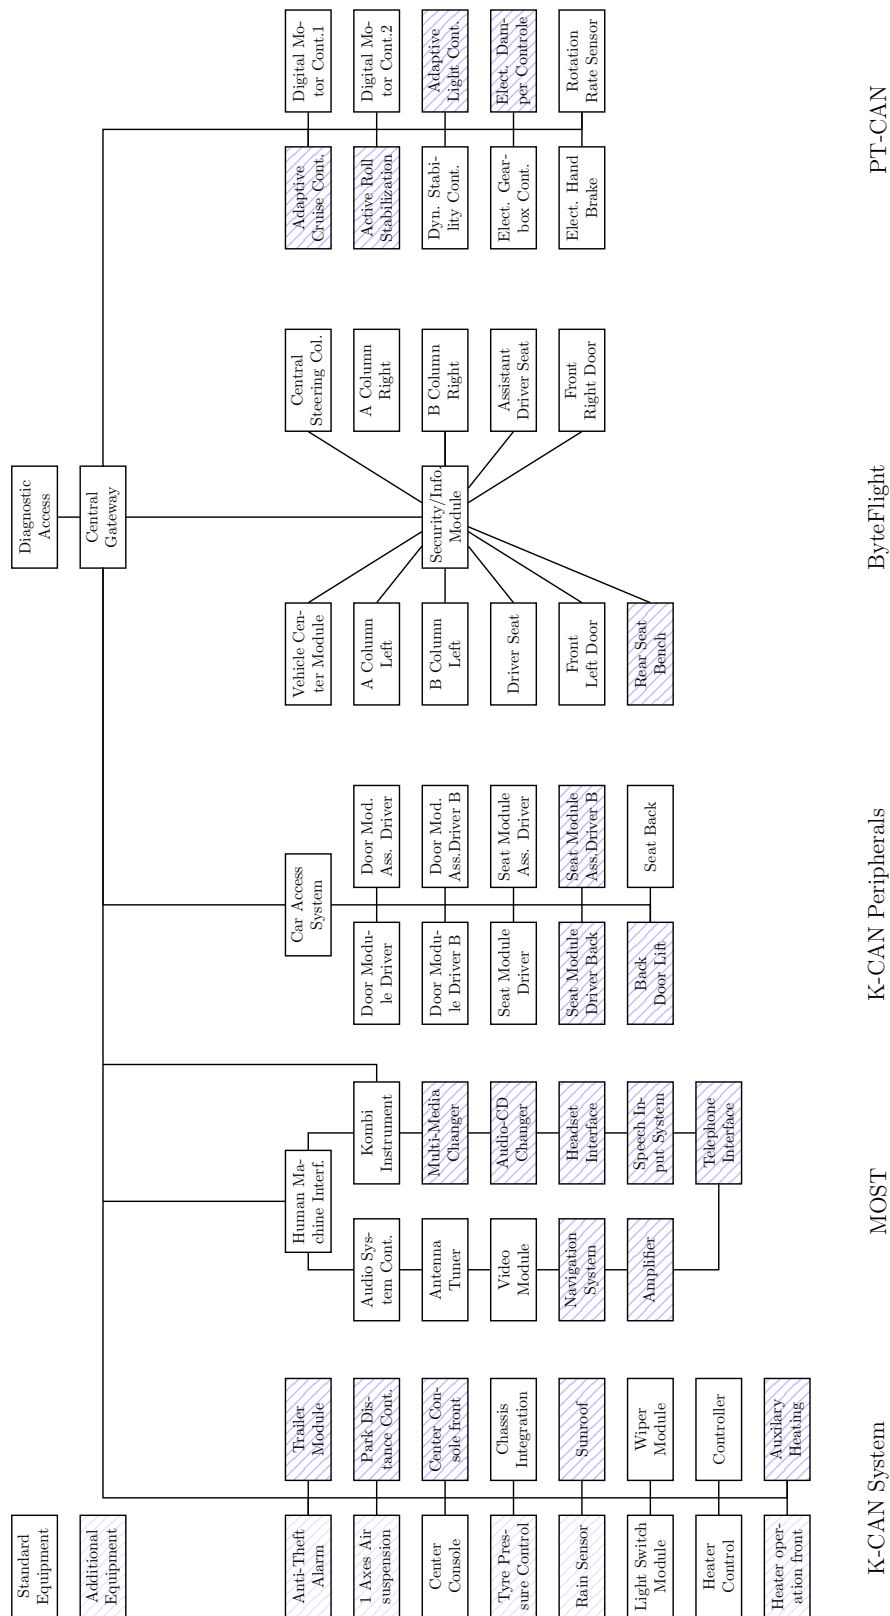 Standard
Equipment
Additional
Equipment
Diagnostic
Access
Central
Gateway
Anti-Theft
Alarm
1 Axes Air
suspension
Center
Console
Tyre Pres-
sure Control
Rain Sensor
Light Switch
Module
Heater
Control
Heater oper-
ation front
Trailer
Module
Park Dis-
tance Cont.
Center Con-
sole front
Chassis
Integration
Sunroof
Wiper
Module
Controller
Auxilary
Heating
K-CAN System
Human Ma-
chine Interf.
Audio Sys-
tem Cont.
Antenna
Tuner
Video
Module
Navigation
System
Amplifier
Kombi
Instrument
Multi-Media
Changer
Audio-CD
Changer
Headset
Interface
Speech In-
put System
Telephone
Interface
MOST
Car Access
System
Door Modu-
le Driver
Door Modu-
le Driver B
Seat Module
Driver
Seat Module
Driver Back
Back
Door Lift
Door Mod.
Ass. Driver
Door Mod.
Ass.Driver B
Seat Module
Ass. Driver
Seat Module
Ass.Driver B
Seat Back
K-CAN Peripherals
Vehicle Cen-
ter Module
A Column
Left
B Column
Left
Driver Seat
Front
Left Door
Rear Seat
Bench
Security/Info.
Module
Central
Steering Col.
A Column
Right
B Column
Right
Assistant
Driver Seat
Front
Right Door
ByteFlight
Adaptive
Cruise Cont.
Active Roll
Stabilization
Dyn. Stabi-
lity Cont.
Elect. Gear-
box Cont.
Elect. Hand
Brake
Digital Mo-
tor Cont.1
Digital Mo-
tor Cont.2
Adaptive
Light Cont.
Elect. Dam-
per Controle
Rotation
Rate Sensor
PT-CAN